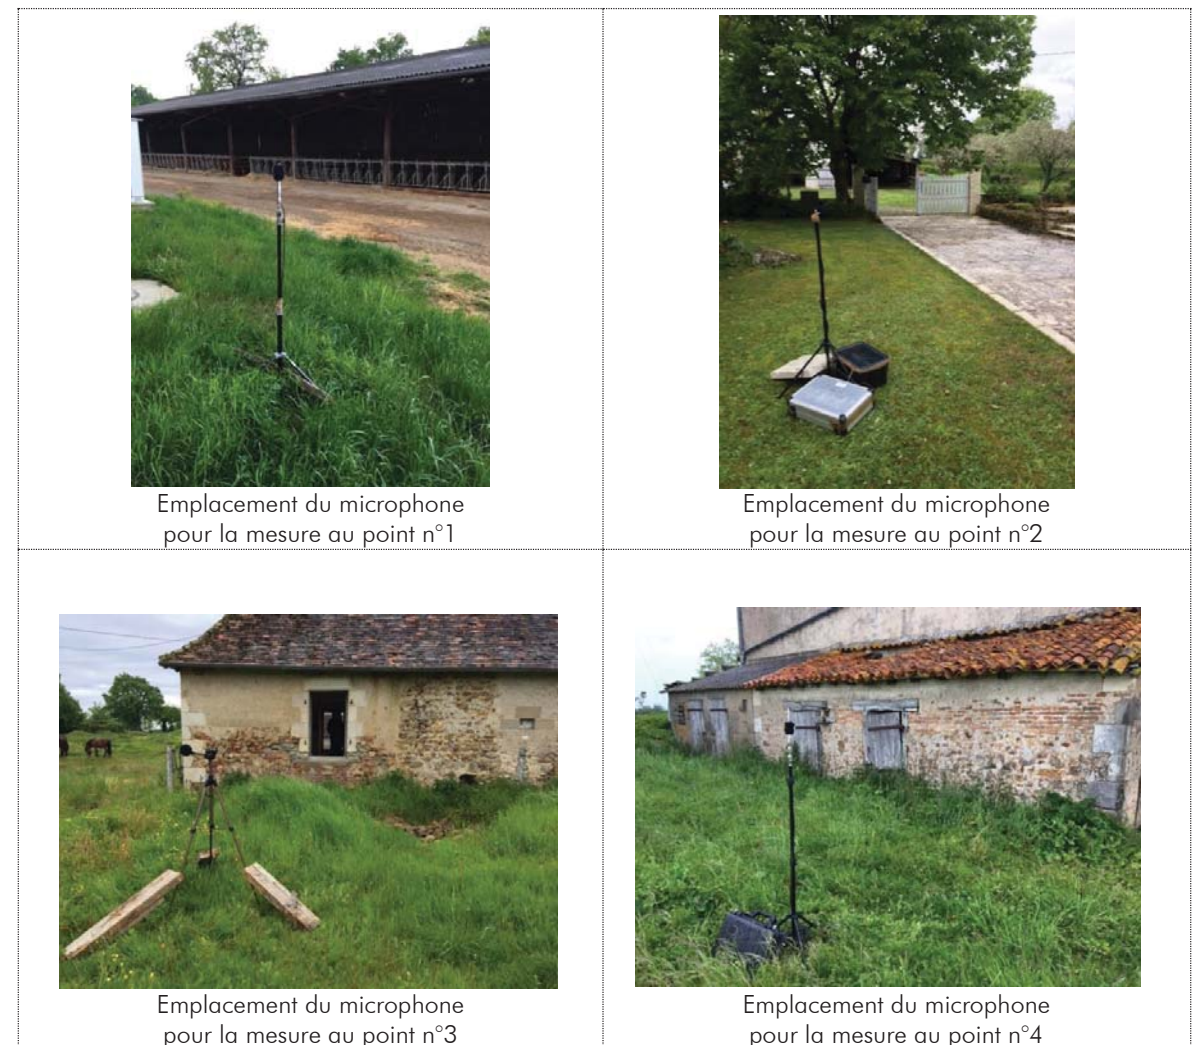 Emplacement du microphone
pour la mesure au point n°1
Emplacement du microphone
pour la mesure au point n°2
Emplacement du microphone
pour la mesure au point n°3
Emplacement du microphone
pour la mesure au point n°4